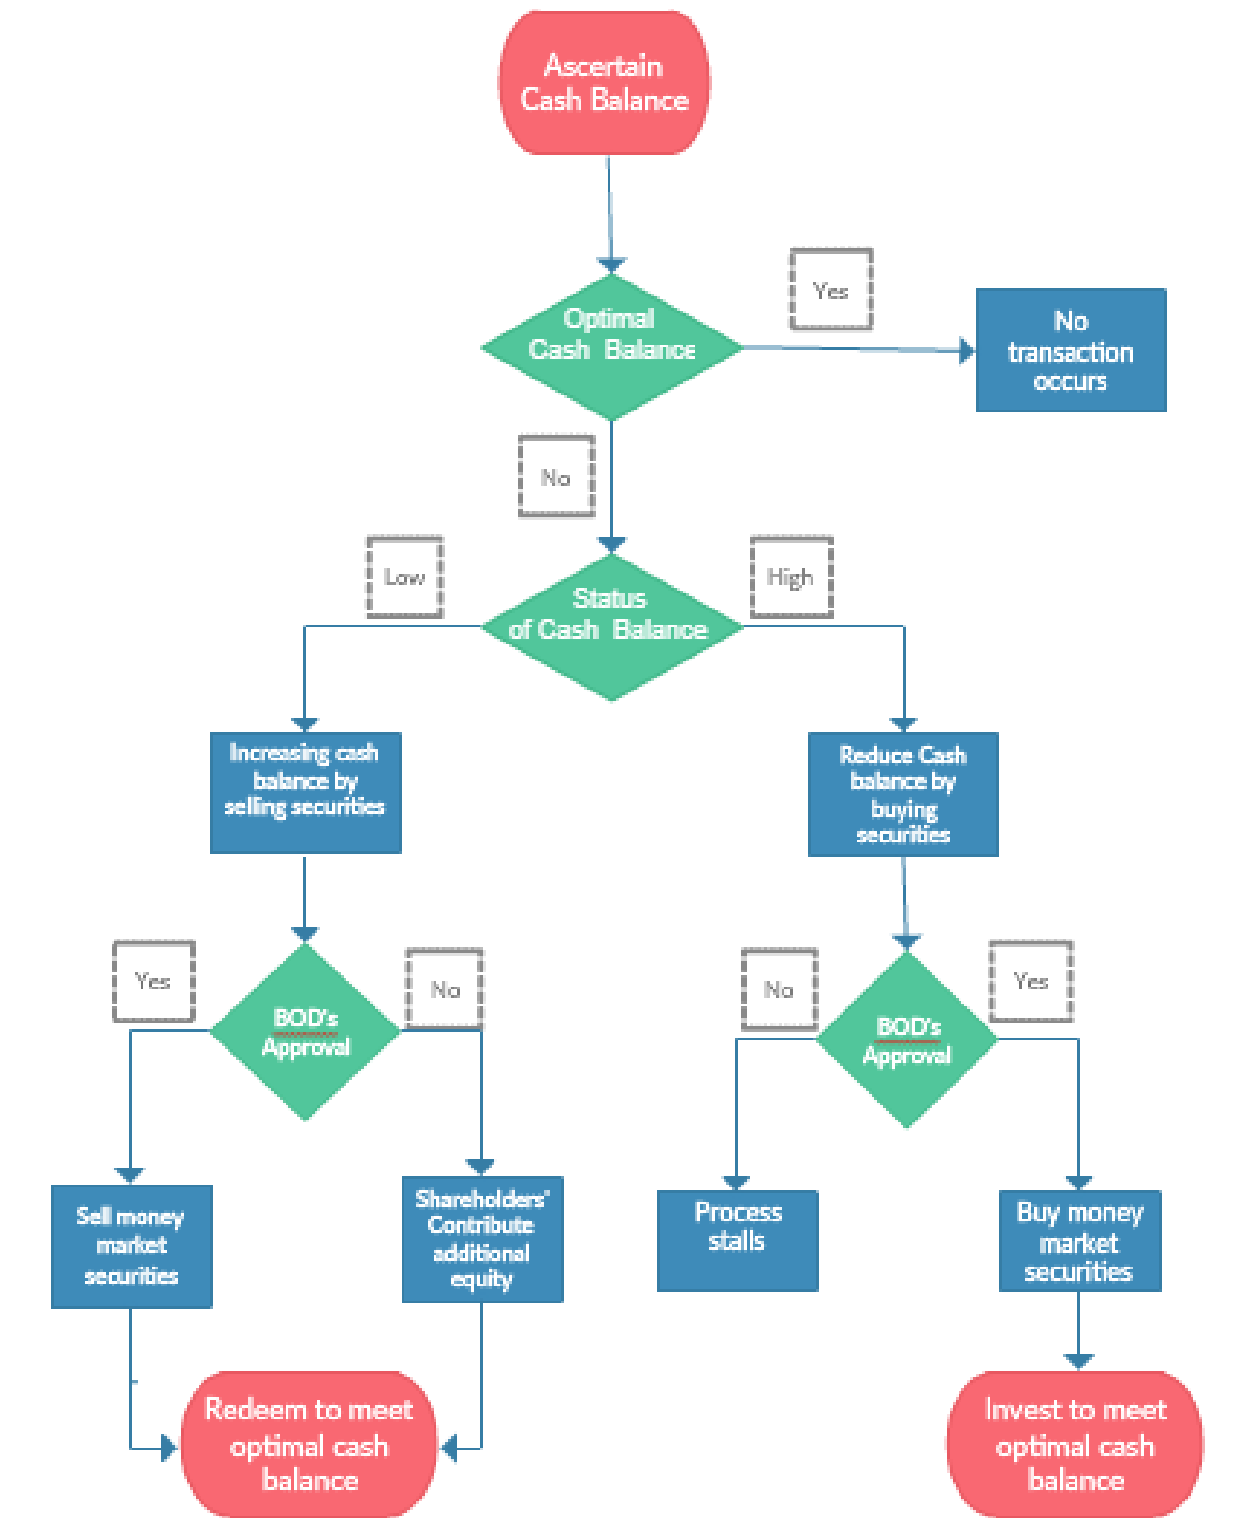 Ascertain
Cash Balance
Yes
Optimal
Cash Balance
No
transaction
occurs
No
Low
High
Status
of Cash Balance
Increasing cash
balance by
selling securities
Reduce Cash
balance by
buying
securities
Yes
No
BOD's
Approval
No
Yes
BOD's
Approval
Sell money
market
securities
Shareholders'
Contribute
additional
equity
Process
stalls
Buy money
market
securities
Redeem to meet
optimal cash
balance
Invest to meet
optimal cash
balance